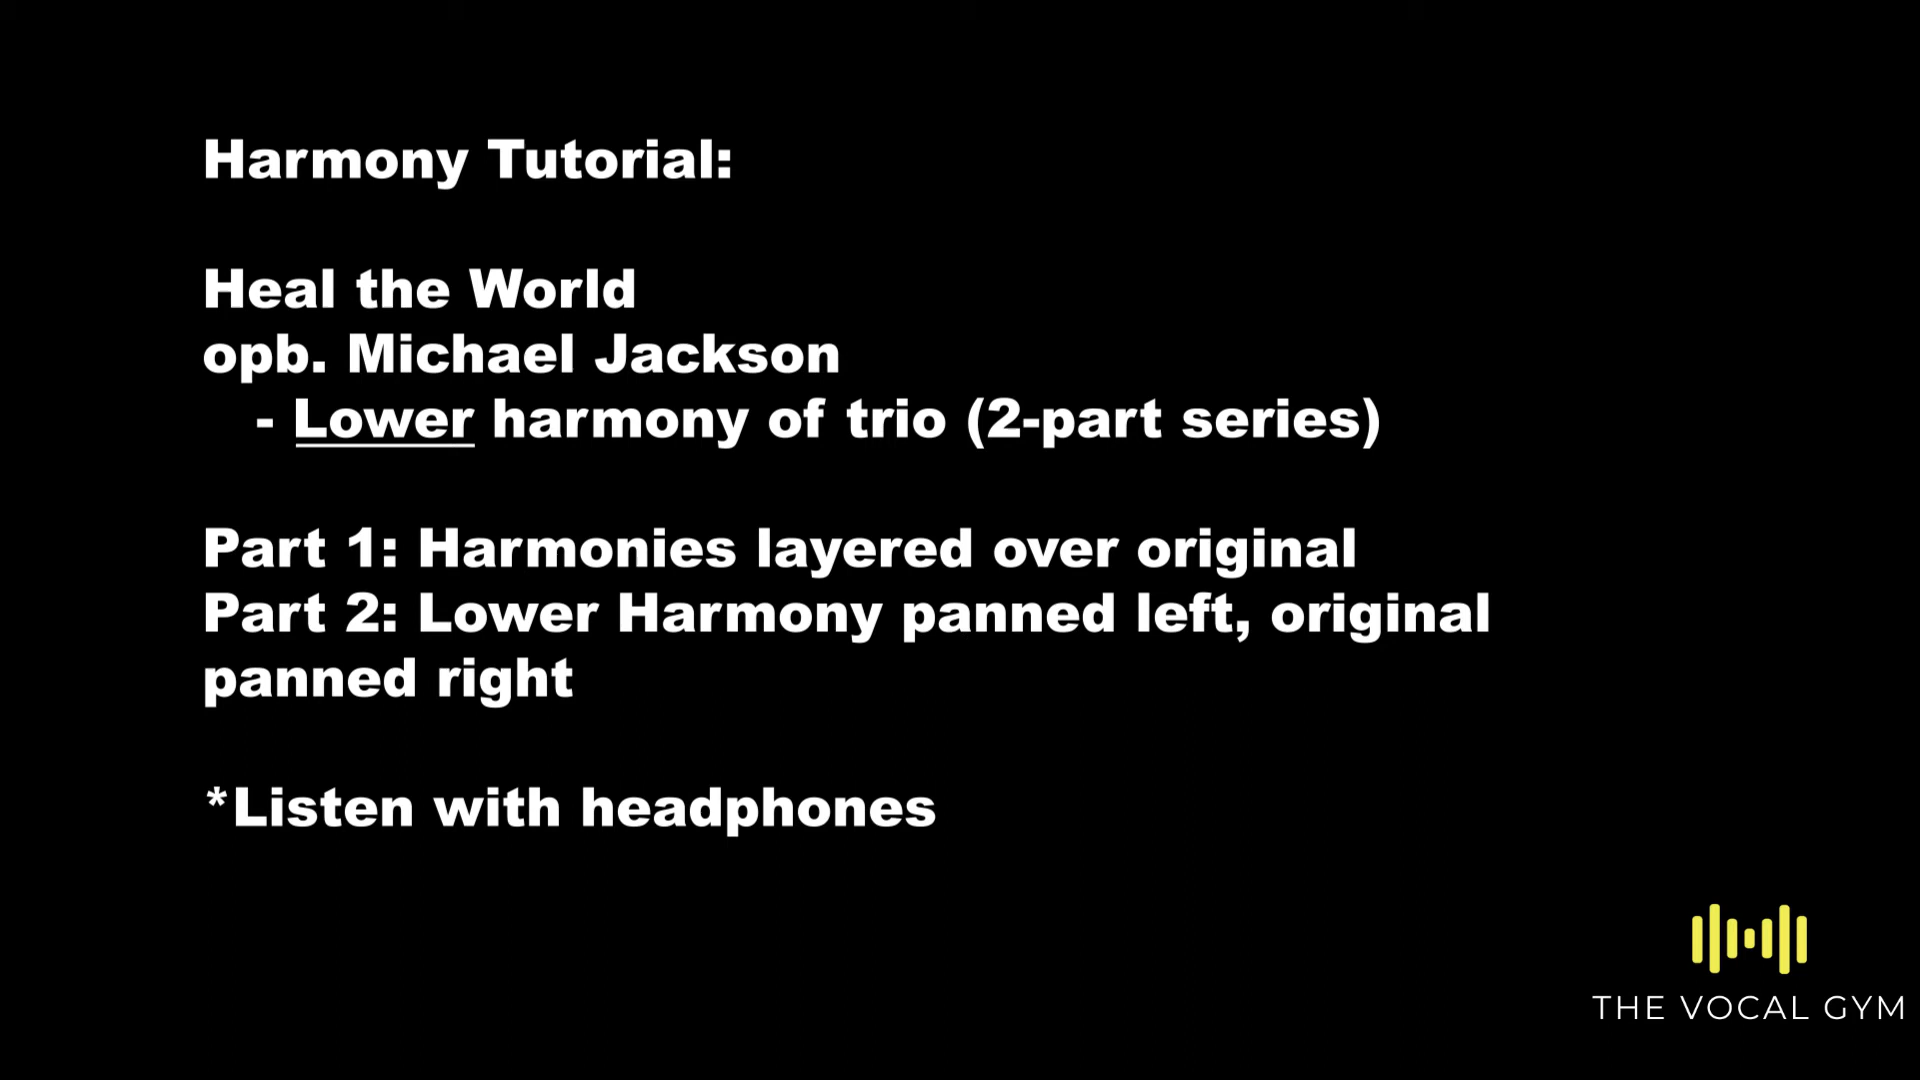 Harmony Tutorial:
Heal the World
opb. Michael Jackson
- Lower harmony of trio (2-part series)
Part 1: Harmonies layered over original
Part 2: Lower Harmony panned left, original
panned right
*Listen with headphones
THE VOCAL GYM